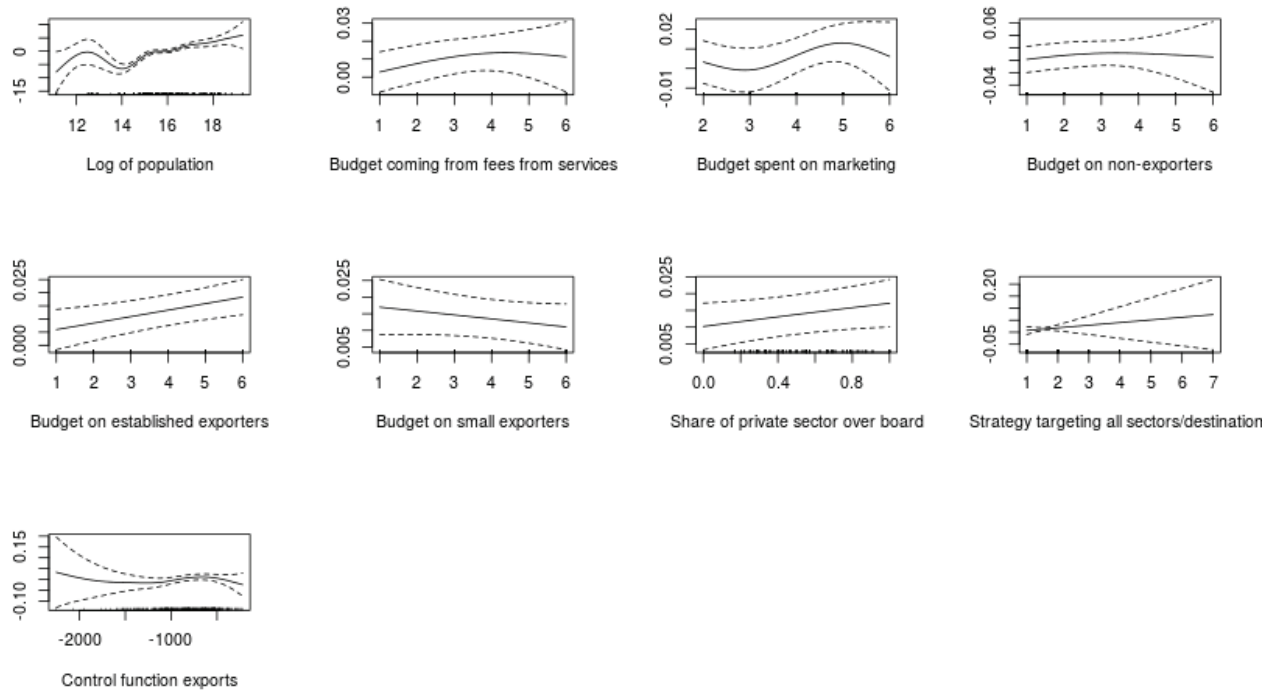 0
-15
12 14 16 18
Log of population
0.03
0.00
1 2 3 4 5 6
Budget coming from fees from services
0.02
-0.01
2 3 4 5 6
Budget spent on marketing
0.06
-0.04
1 2 3 4 5 6
Budget on non-exporters
0.025
0.000
1 2 3 4 5 6
Budget on established exporters
0.025
0.005
1 2 3 4 5 6
Budget on small exporters
0.025
0.005
0.0 0.4 0.8
Share of private sector over board
0.20
-0.05
1 2 3 4 5 6 7
Strategy targeting all sectors/destination
0.15
-0.10
-2000 -1000
Control function exports